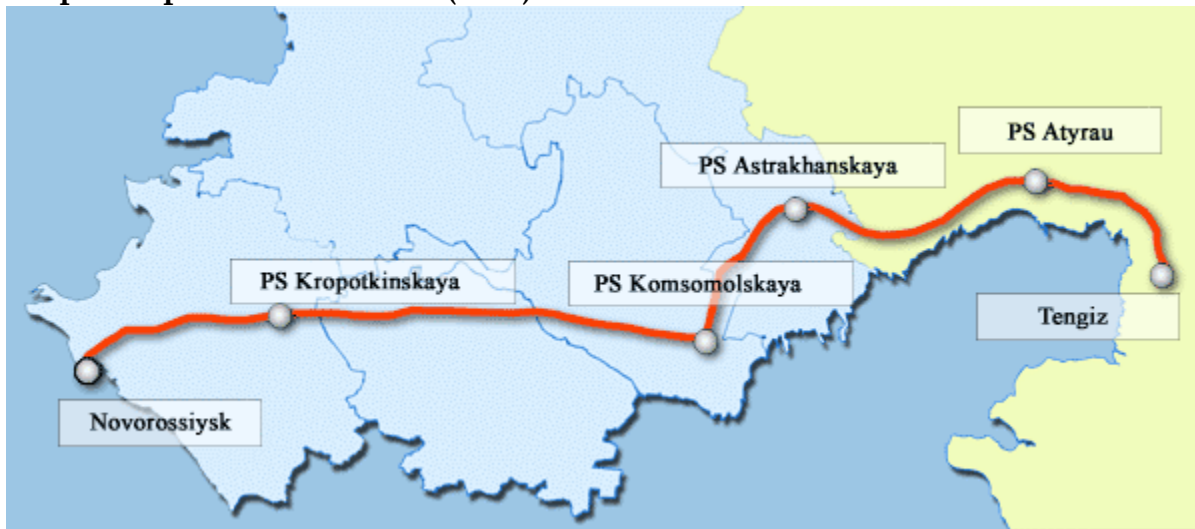 PS Atyrau
PS Astrakhanskaya
PS Kropotkinskaya
PS Komsomolskaya
Tengiz
Novorossiysk